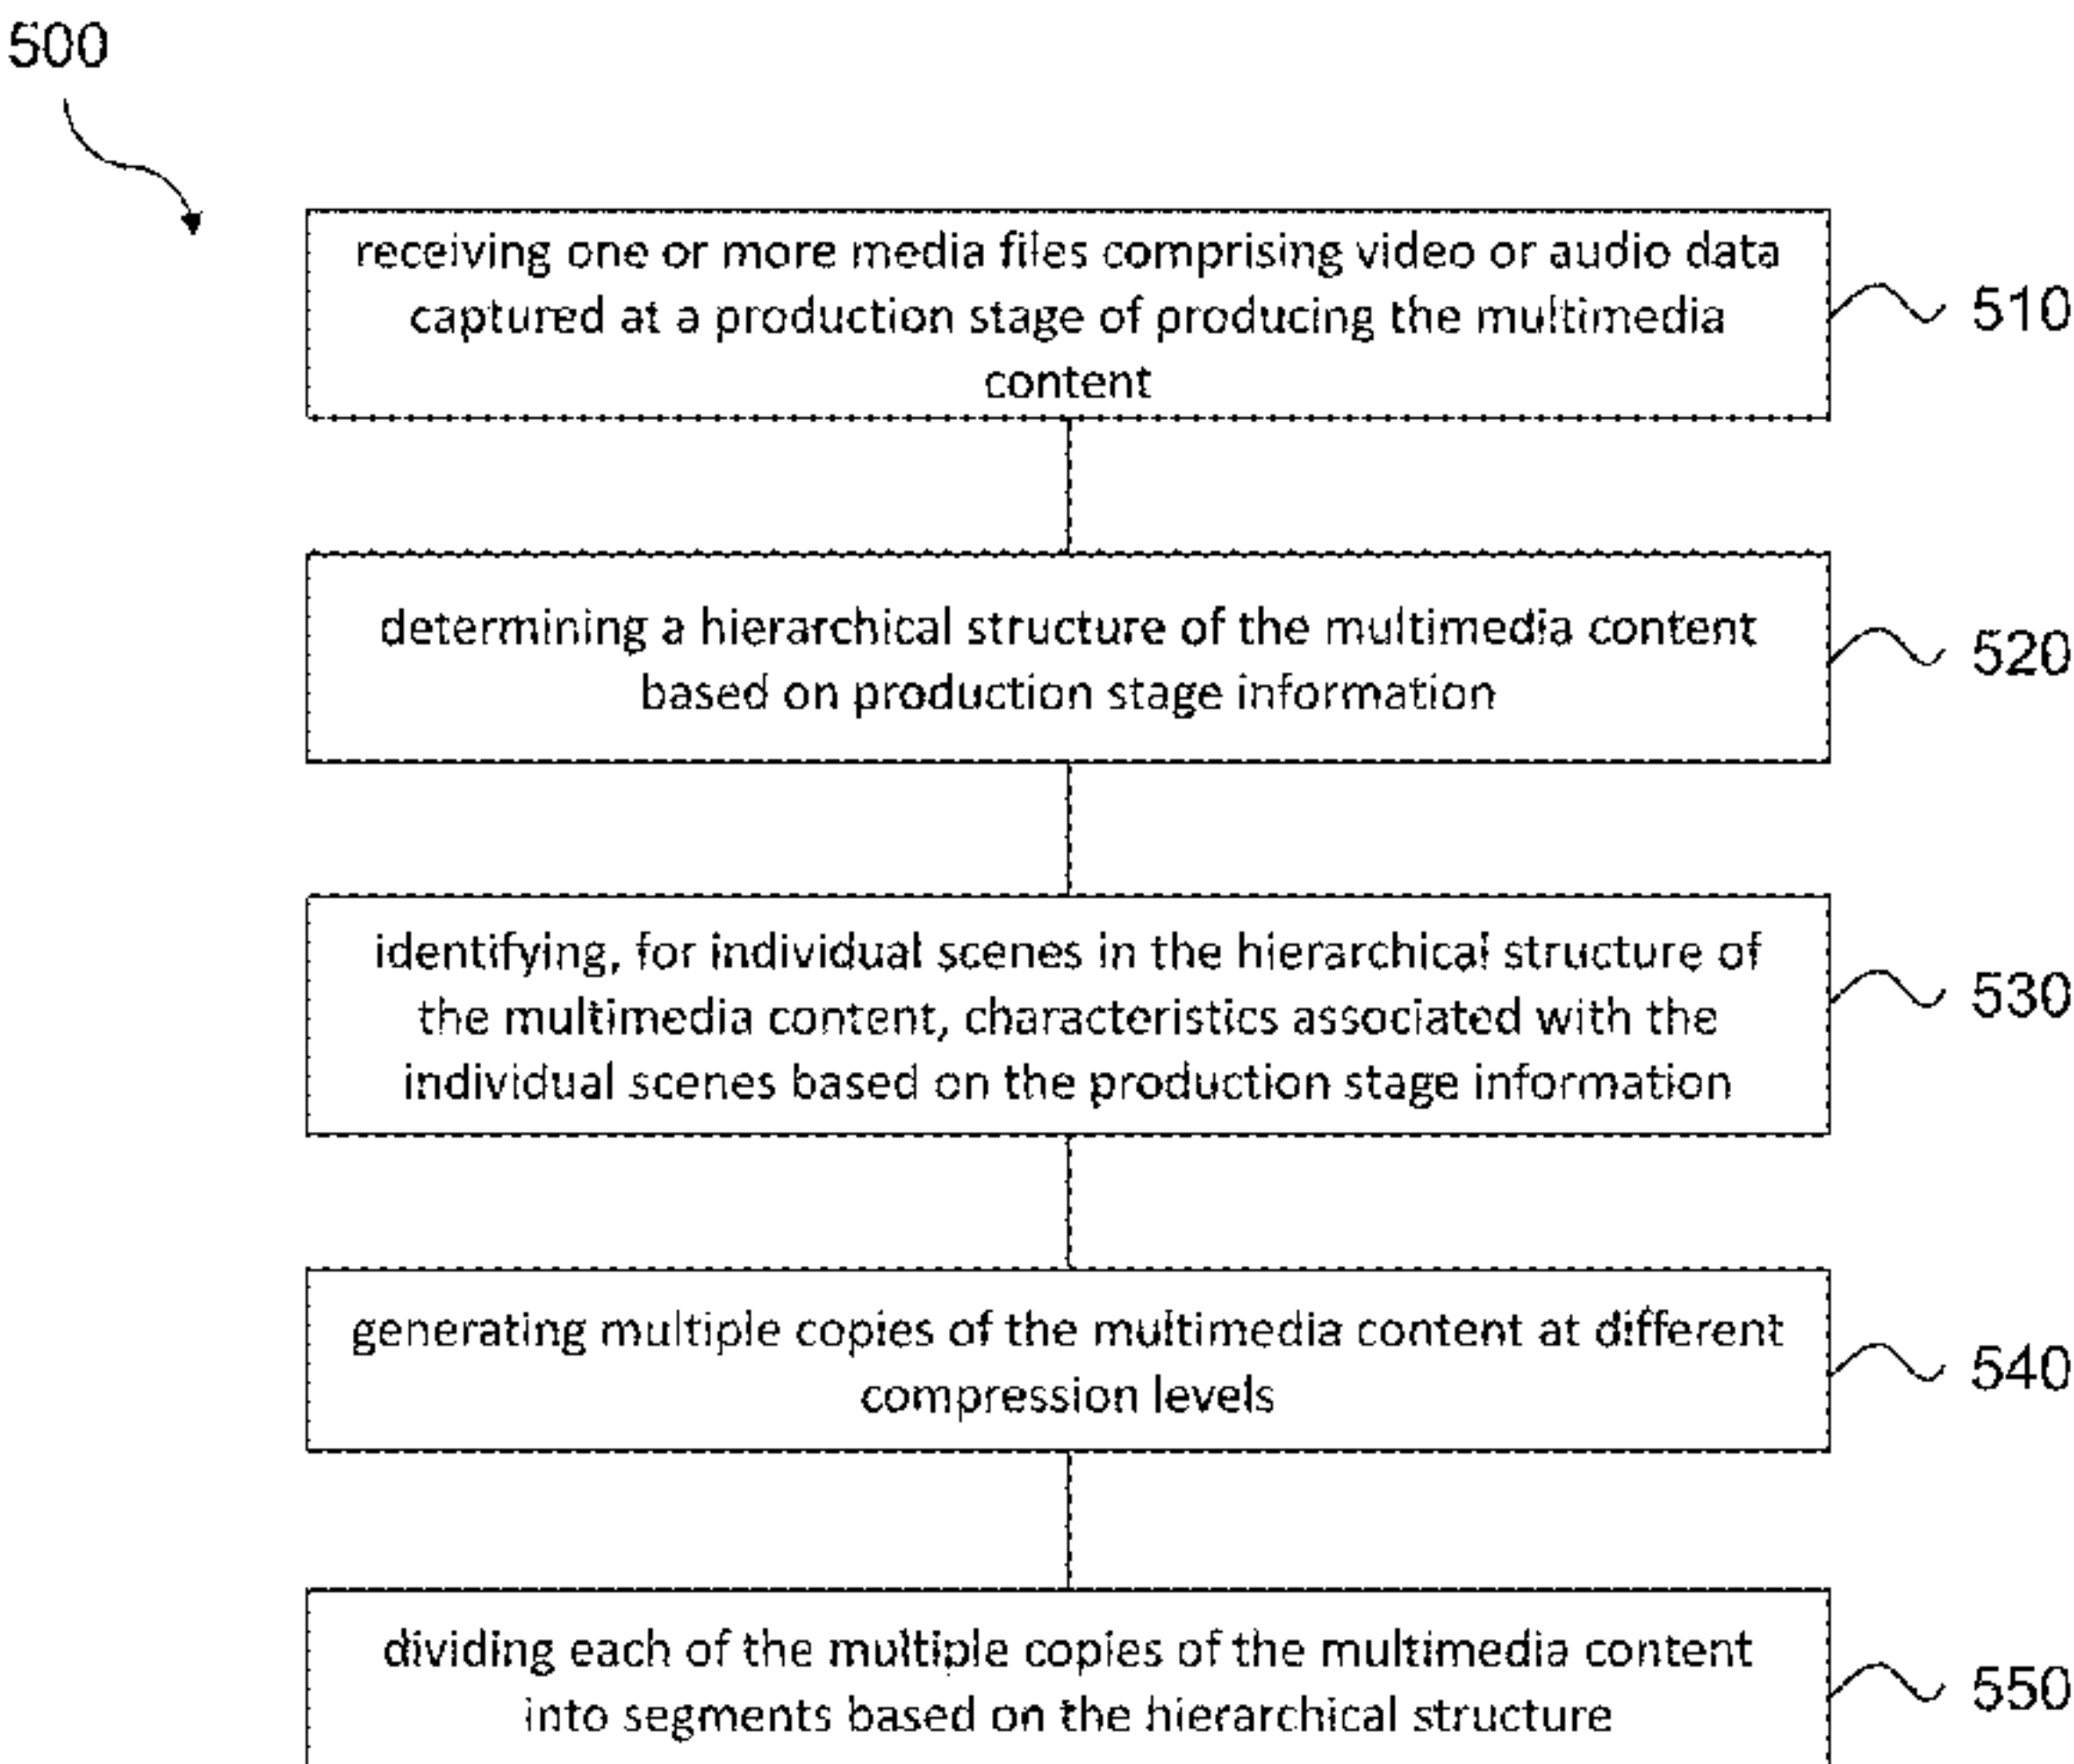 500
receiving one or more media files comprising video or audio data
captured at a production stage of producing the multimedia
content
510
determining a hierarchical structure of the multimedia content
based on production stage information
520
identifying, for individual scenes in the hierarchical structure of
the multimedia content, characteristics associated with the
individual scenes based on the production stage information
530
generating multiple copies of the multimedia content at different
compression levels
540
dividing each of the multiple copies of the multimedia content
into segments based on the hierarchical structure
550